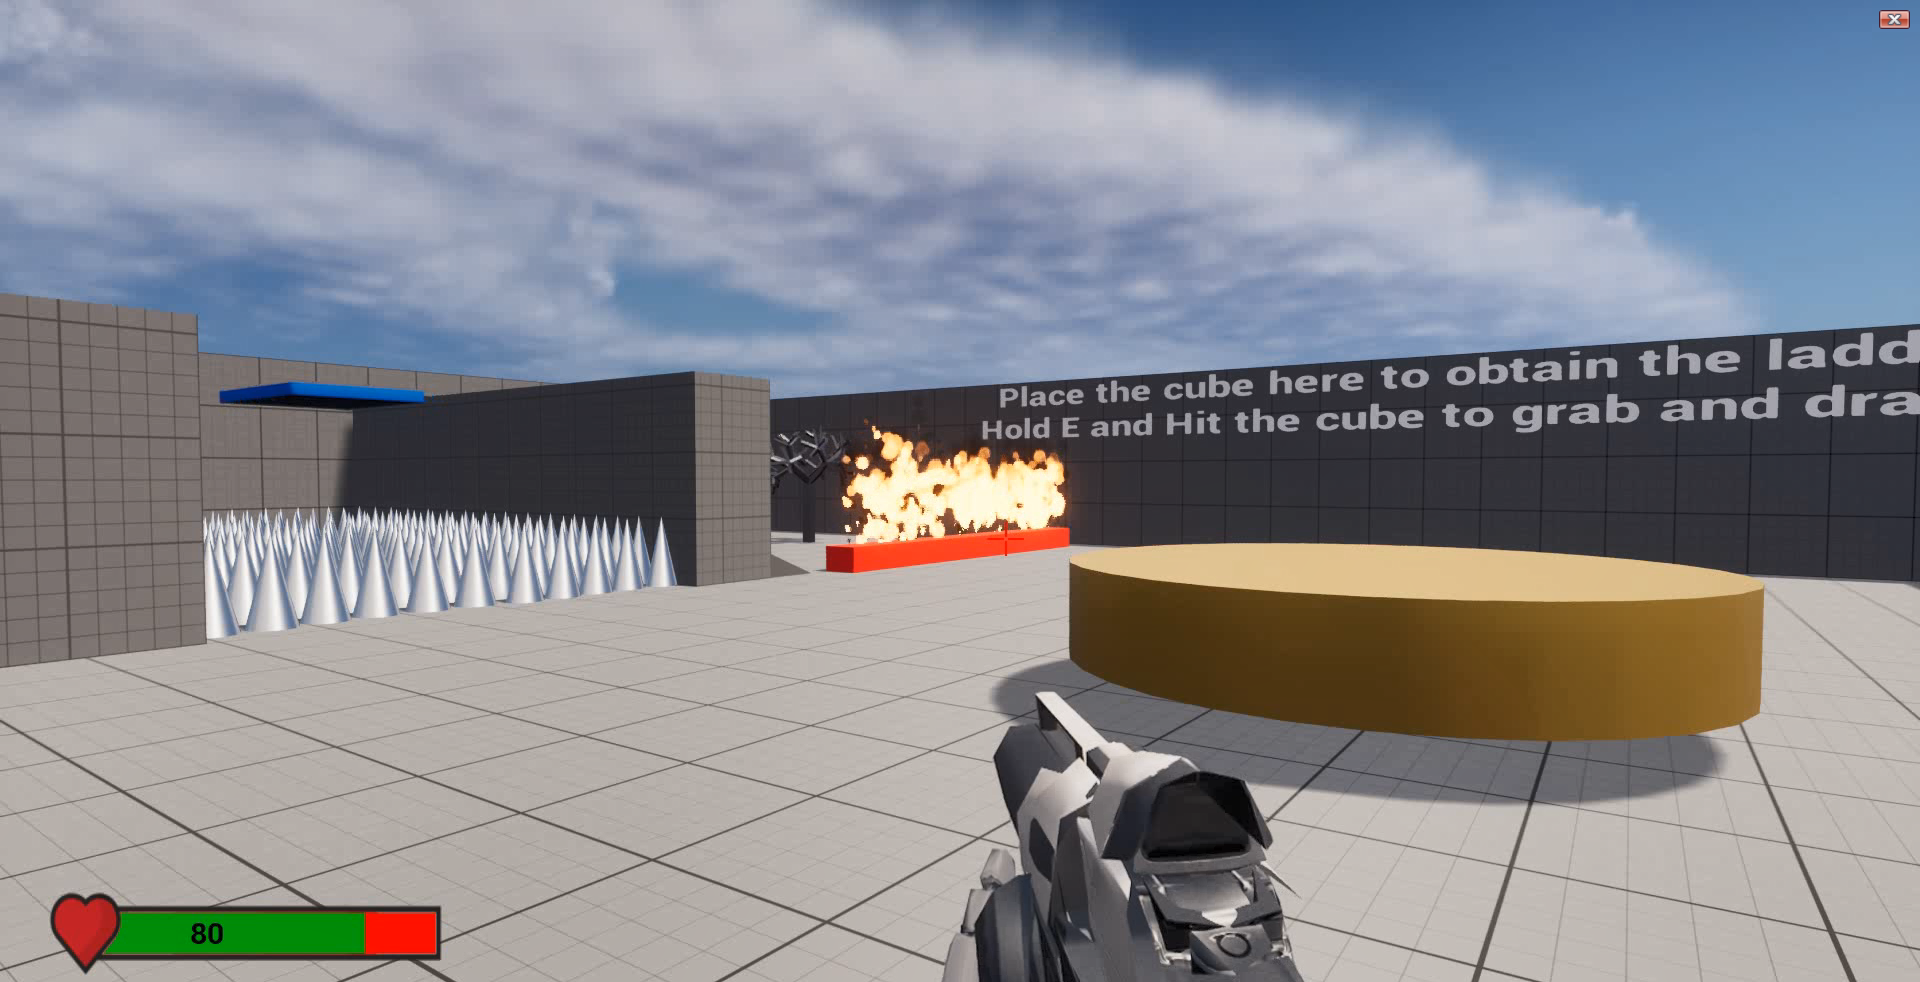 Place the cube here to obtain the ladd
Hold E and Hit the cube to grab and dra
80